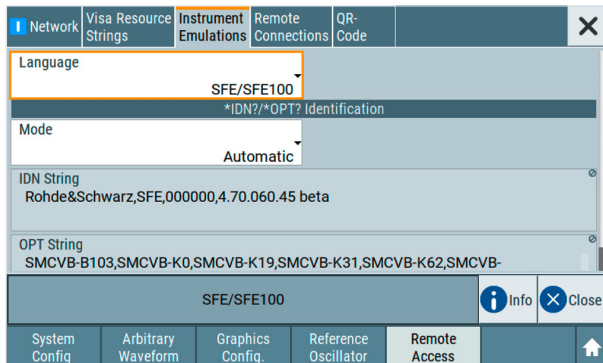 Network
Visa Resource
Strings
Instrument
Emulations
Remote
Connections
QR-
Code
Language
SFE/SFE100
*IDN?/*OPT? Identification
Mode
Automatic
IDN String
Rohde&Schwarz,SFE,000000,4.70.060.45 beta
OPT String
SMCVB-B103,SMCVB-K0,SMCVB-K19,SMCVB-K31,SMCVB-K62,SMCVB-
SFE/SFE100
Info
Close
System
Config
Arbitrary
Waveform
Graphics
Config.
Reference
Oscillator
Remote
Access